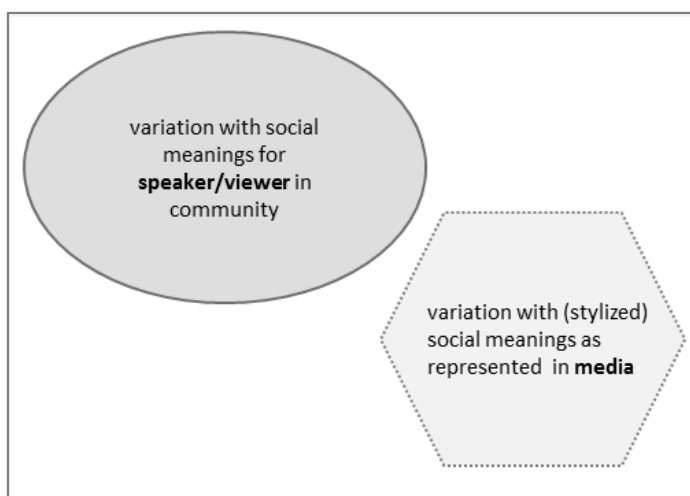 variation with social
meanings for
speaker/viewer in
community
variation with (stylized)
social meanings as
represented in media